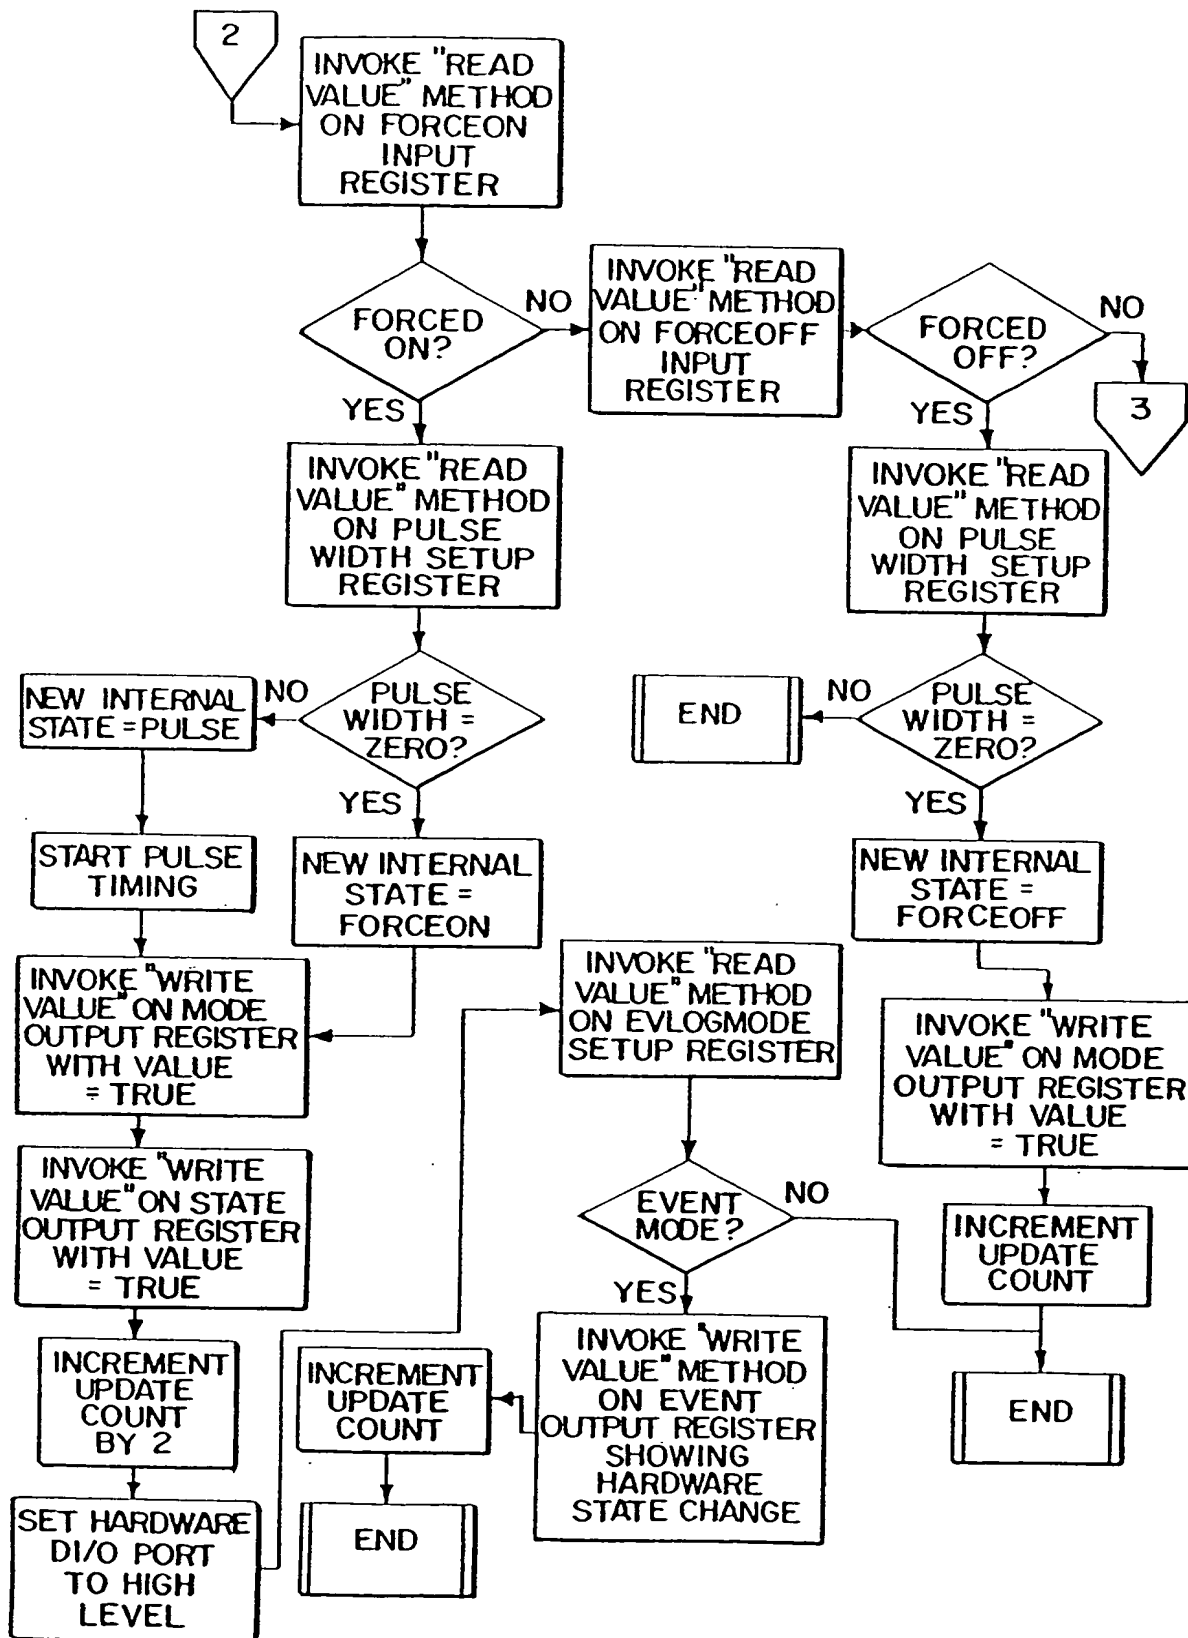 2
INVOKE "READ
VALUE" METHOD
ON FORCEON
INPUT
REGISTER
FORCED
ON?
NO
YES
INVOKE "READ
VALUE" METHOD
ON FORCEOFF
INPUT
REGISTER
FORCED
OFF?
NO
YES
3
INVOKE "READ
VALUE" METHOD
ON PULSE
WIDTH SETUP
REGISTER
INVOKE "READ
VALUE" METHOD
ON PULSE
WIDTH SETUP
REGISTER
NEW INTERNAL
STATE = PULSE
NO
PULSE
WIDTH =
ZERO?
YES
END
NO
PULSE
WIDTH =
ZERO?
YES
START PULSE
TIMING
NEW INTERNAL
STATE =
FORCEON
NEW INTERNAL
STATE =
FORCEOFF
INVOKE "WRITE
VALUE" ON MODE
OUTPUT REGISTER
WITH VALUE
= TRUE
INVOKE "READ
VALUE" METHOD
ON EVLOGMODE
SETUP REGISTER
INVOKE "WRITE
VALUE" ON MODE
OUTPUT REGISTER
WITH VALUE
= TRUE
INVOKE "WRITE
VALUE" ON STATE
OUTPUT REGISTER
WITH VALUE
= TRUE
EVENT
MODE?
NO
YES
INCREMENT
UPDATE
COUNT
INCREMENT
UPDATE
COUNT
BY 2
INCREMENT
UPDATE
COUNT
INVOKE "WRITE
VALUE" METHOD
ON EVENT
OUTPUT REGISTER
SHOWING
HARDWARE
STATE CHANGE
END
SET HARDWARE
DI/O PORT
TO HIGH
LEVEL
END